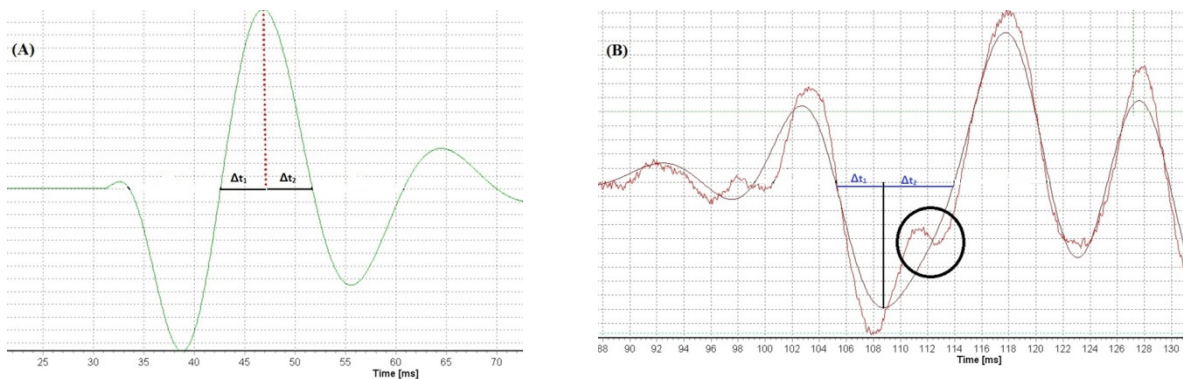 (A)
Δt₁ Δt₂
25 30 35 40 45 50 55 60 65 70
Time [ms]
(B)
Δt₁ Δt₂
88 90 92 94 96 98 100 102 104 106 108 110 112 114 116 118 120 122 124 126 128 130
Time [ms]